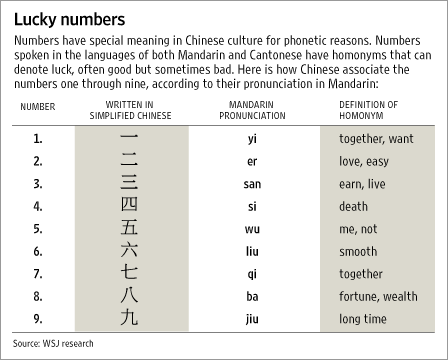 Lucky numbers
Numbers have special meaning in Chinese culture for phonetic reasons. Numbers
spoken in the languages of both Mandarin and Cantonese have homonyms that can
denote luck, often good but sometimes bad. Here is how Chinese associate the
numbers one through nine, according to their pronunciation in Mandarin:
NUMBER WRITTEN IN SIMPLIFIED CHINESE MANDARIN PRONUNCIATION DEFINITION OF HOMONYM
1. 一 yi together, want
2. 二 er love, easy
3. 三 san earn, live
4. 四 si death
5. 五 wu me, not
6. 六 liu smooth
7. 七 qi together
8. 八 ba fortune, wealth
9. 九 jiu long time
Source: WSJ research